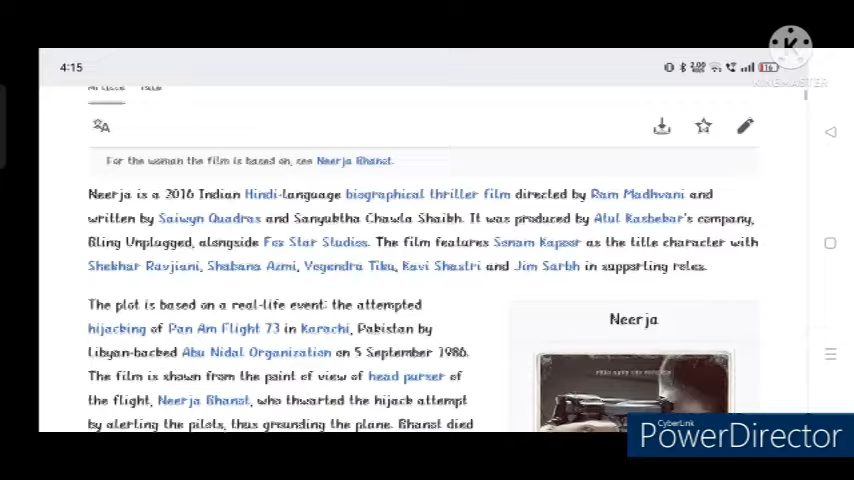 4:15
KINEMASTER
Article Talk
For the woman the film is based on, see Neerja Bhanot.
Neerja is a 2016 Indian Hindi-language biographical thriller film directed by Ram Madhvani and
written by Saiwyn Quadras and Sanyuktha Chawla Shaikh. It was produced by Atul Kasbekar's company,
Bling Unplugged, alongside Fox Star Studios. The film features Sonam Kapoor as the title character with
Shekhar Ravjiani, Shabana Azmi, Yogendra Tiku, Kavi Shastri and Jim Sarbh in supporting roles.
The plot is based on a real-life event: the attempted
hijacking of Pan Am Flight 73 in Karachi, Pakistan by
Libyan-backed Abu Nidal Organization on 5 September 1986.
The film is shown from the point of view of head purser of
the flight, Neerja Bhanot, who thwarted the hijack attempt
by alerting the pilots, thus grounding the plane. Bhanot died
Neerja
CyberLink
PowerDirector